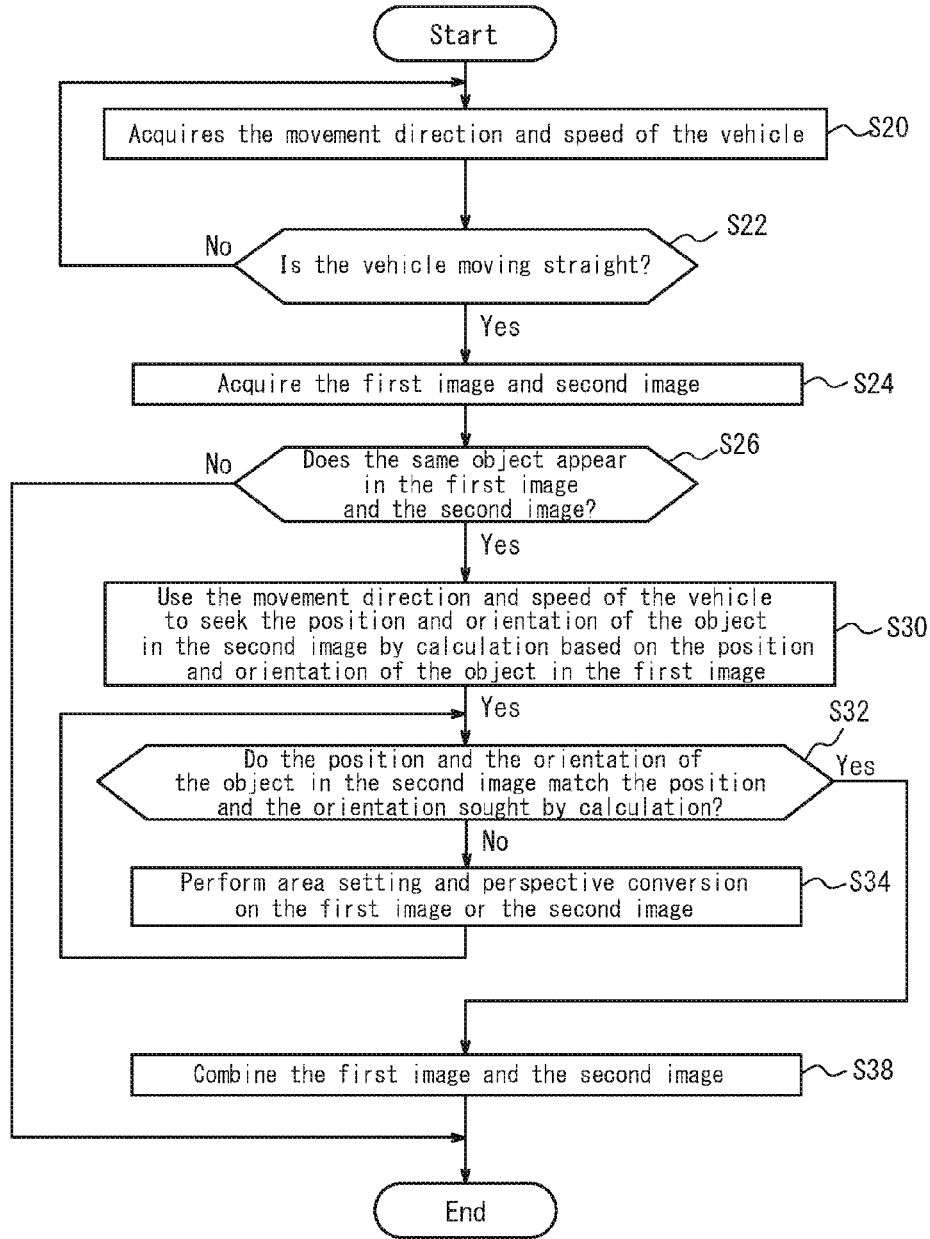 Start
Acquires the movement direction and speed of the vehicle
S20
S22
No
Is the vehicle moving straight?
Yes
Acquire the first image and second image
S24
S26
No
Does the same object appear
in the first image
and the second image?
Yes
Use the movement direction and speed of the vehicle
to seek the position and orientation of the object
in the second image by calculation based on the position
and orientation of the object in the first image
S30
Yes
S32
Do the position and the orientation of
the object in the second image match the position
and the orientation sought by calculation?
Yes
No
Perform area setting and perspective conversion
on the first image or the second image
S34
Combine the first image and the second image
S38
End